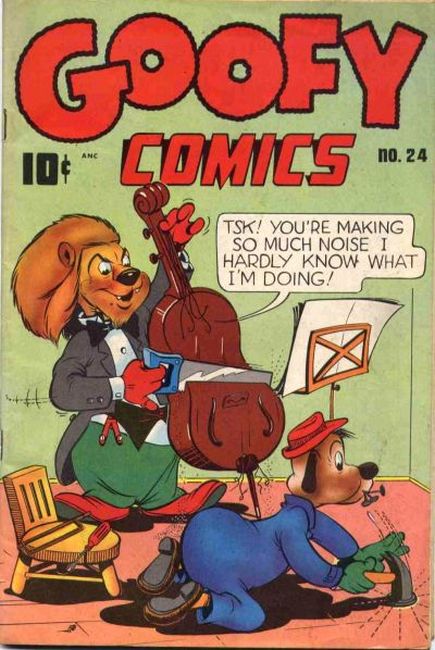 GOOFY
COMICS
10¢
ANC
NO. 24
TSK! YOU'RE MAKING
SO MUCH NOISE I
HARDLY KNOW WHAT
I'M DOING!